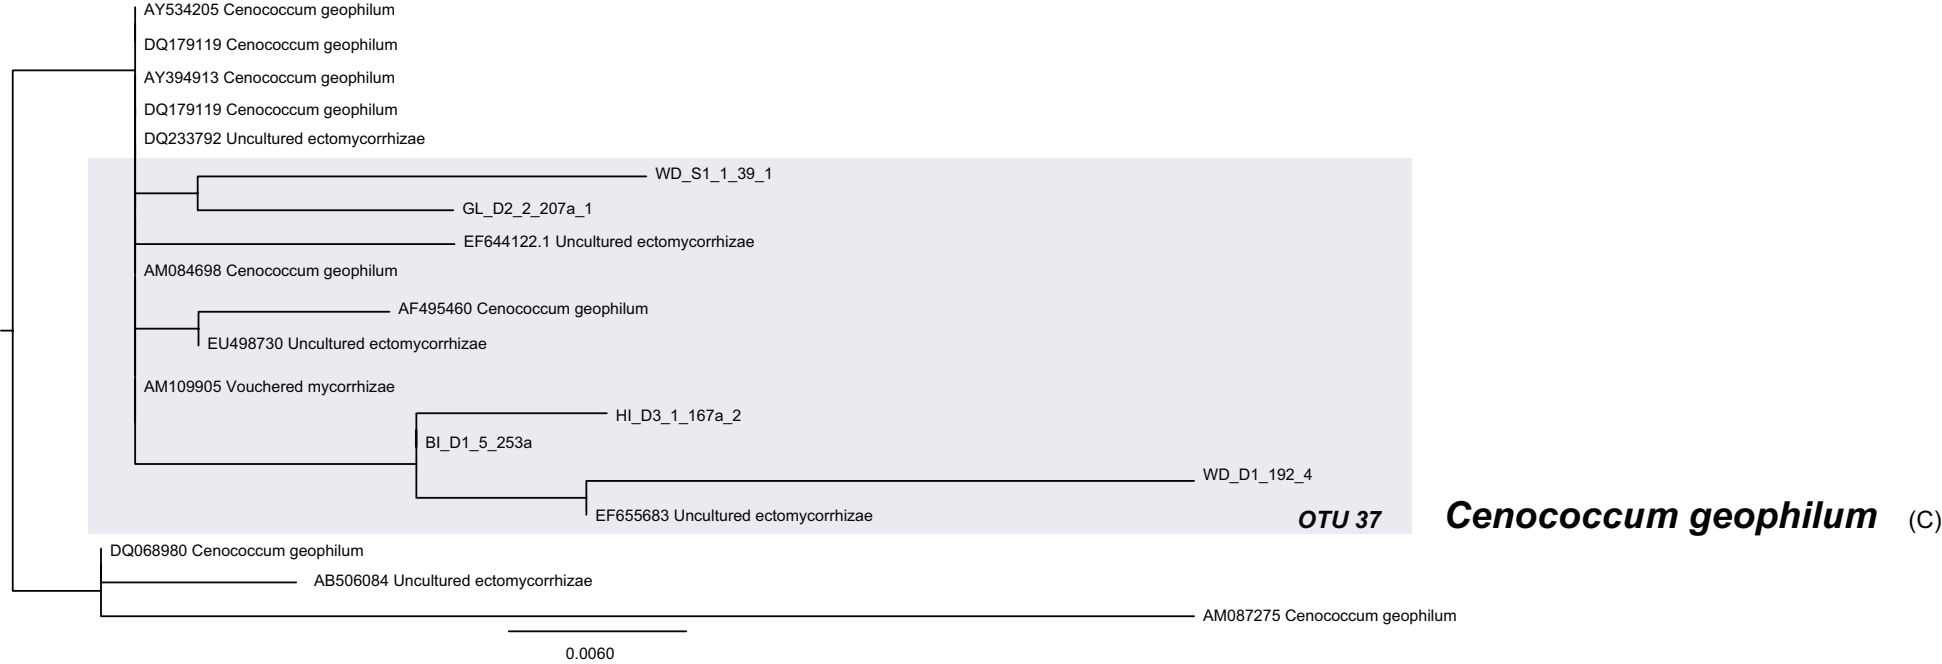 AY534205 Cenococcum geophilum
DQ179119 Cenococcum geophilum
AY394913 Cenococcum geophilum
DQ179119 Cenococcum geophilum
DQ233792 Uncultured ectomycorrhizae
WD_S1_1_39_1
GL_D2_2_207a_1
EF644122.1 Uncultured ectomycorrhizae
AM084698 Cenococcum geophilum
AF495460 Cenococcum geophilum
EU498730 Uncultured ectomycorrhizae
AM109905 Vouchered mycorrhizae
HI_D3_1_167a_2
BI_D1_5_253a
WD_D1_192_4
EF655683 Uncultured ectomycorrhizae
OTU 37 Cenococcum geophilum (C)
DQ068980 Cenococcum geophilum
AB506084 Uncultured ectomycorrhizae
AM087275 Cenococcum geophilum
0.0060